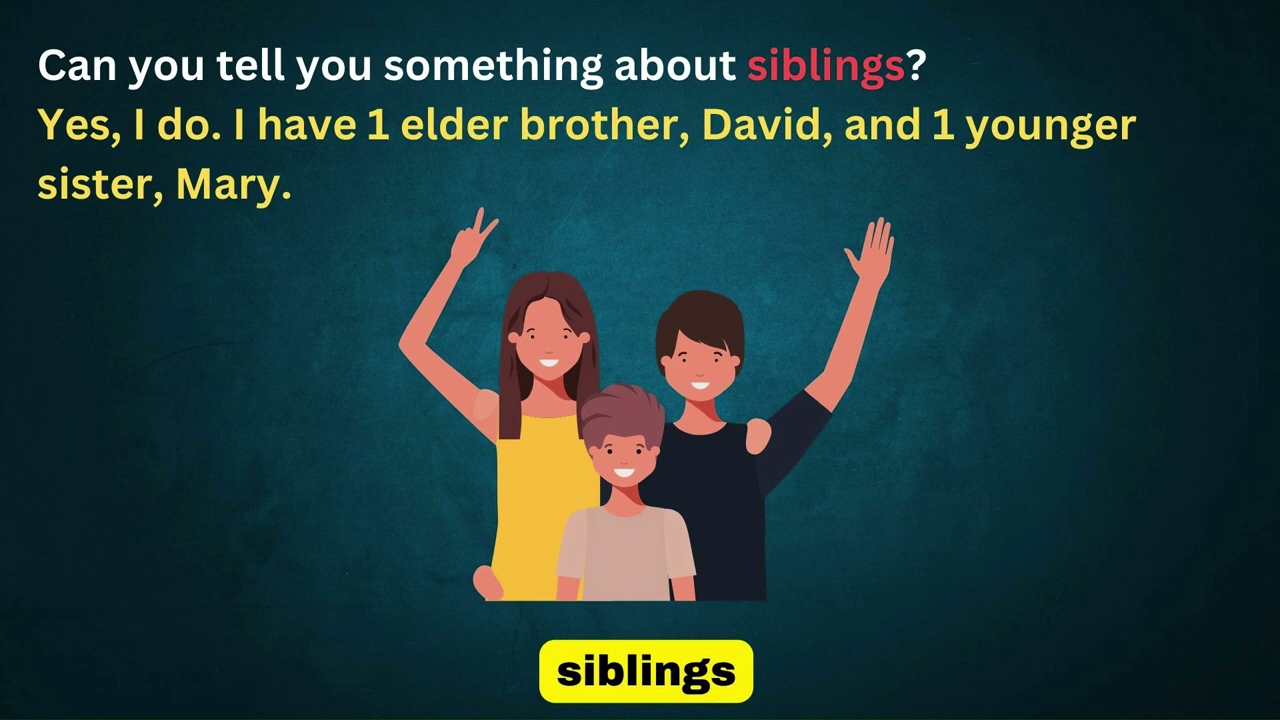 Can you tell you something about siblings?
Yes, I do. I have 1 elder brother, David, and 1 younger
sister, Mary.
siblings